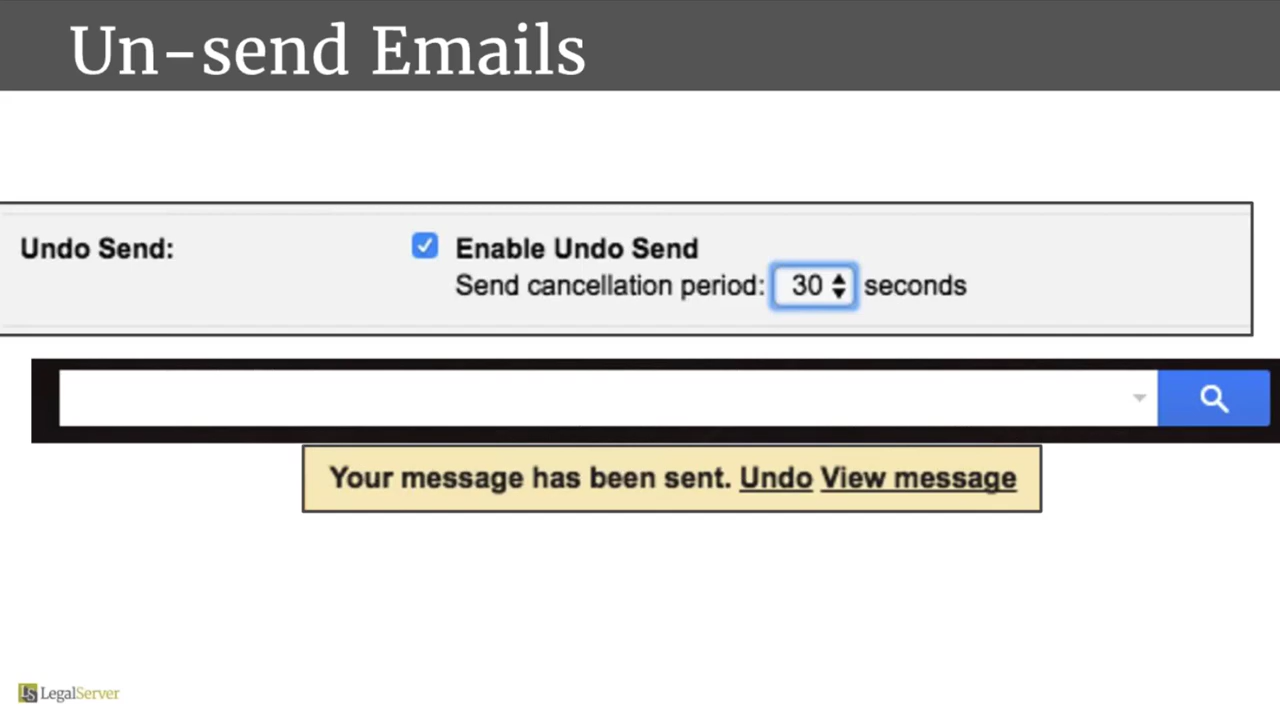 Un-send Emails
Undo Send:
Enable Undo Send
Send cancellation period: 30 seconds
Your message has been sent. Undo View message
LS LegalServer